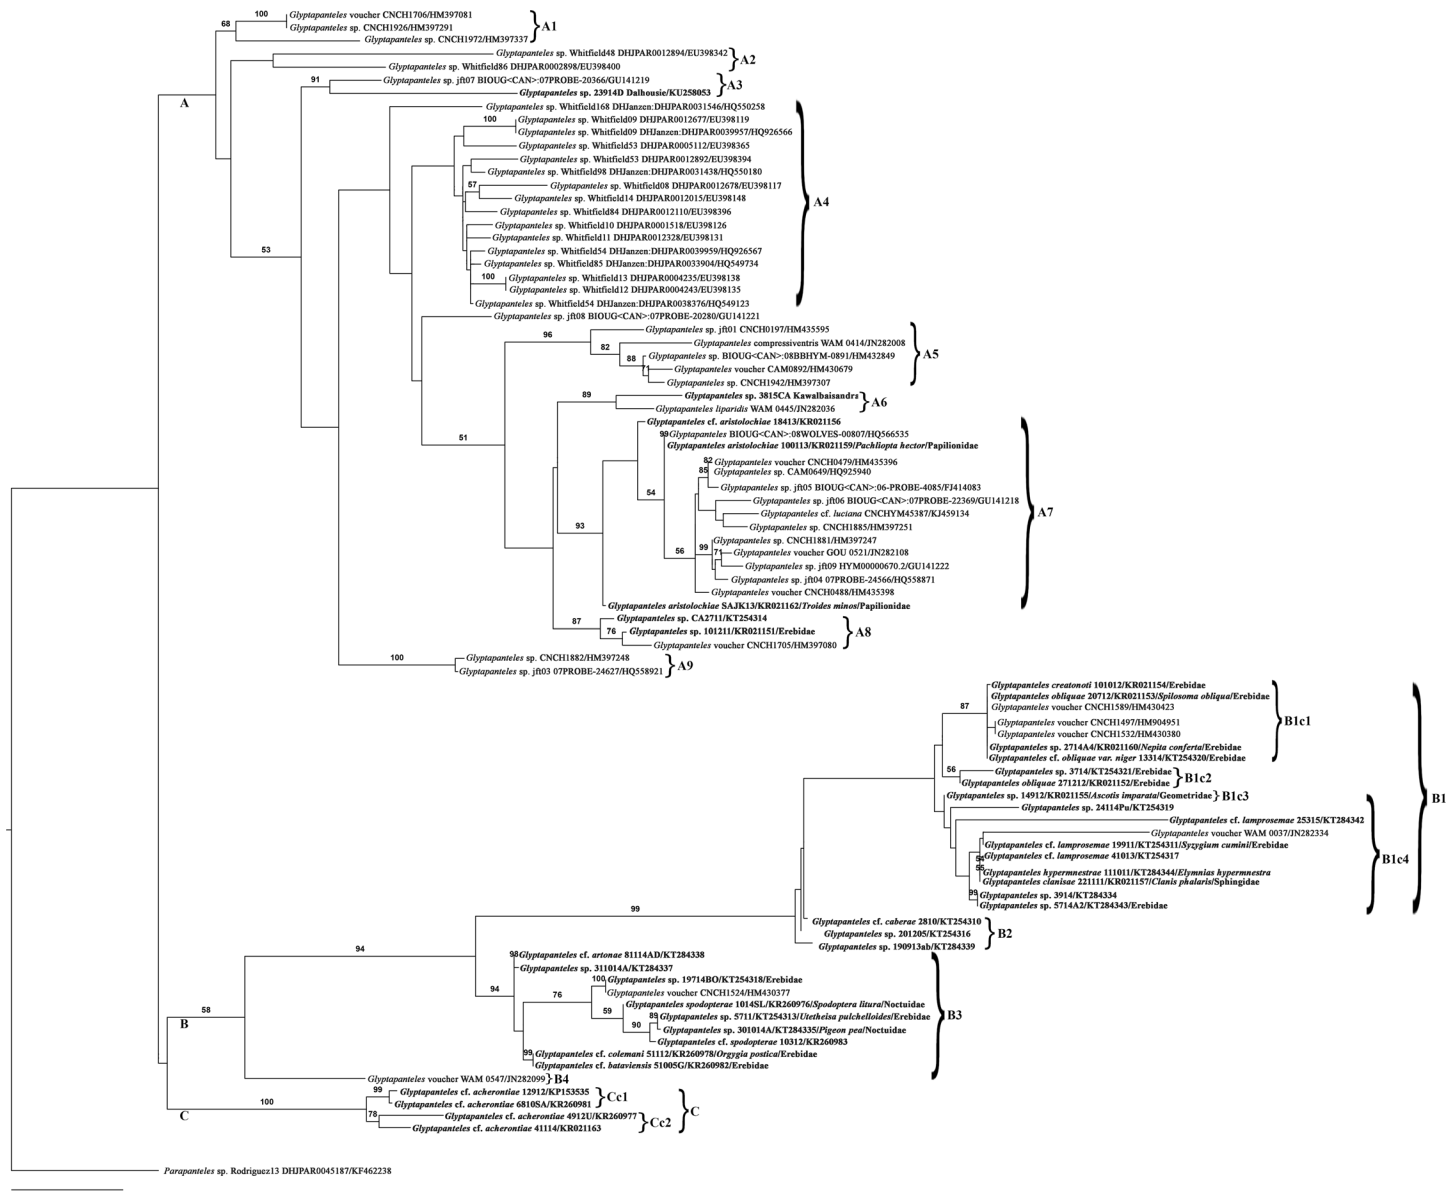 100
Glyptapanteles voucher CNCH1706/HM397081
68
Glyptapanteles sp. CNCH1926/HM397291
A1
Glyptapanteles sp. CNCH1972/HM397337
Glyptapanteles sp. Whitfield48 DHJPAR0012894/EU398342
A2
Glyptapanteles sp. Whitfield86 DHJPAR0002898/EU398400
91
Glyptapanteles sp. jft07 BIOUG<CAN>:07PROBE-20366/GU141219
A3
Glyptapanteles sp. 23914D Dalhousie/KU258053
A
Glyptapanteles sp. Whitfield168 DHJanzen:DHJPAR0031546/HQ550258
100
Glyptapanteles sp. Whitfield09 DHJPAR0012677/EU398119
Glyptapanteles sp. Whitfield09 DHJanzen:DHJPAR0039957/HQ926566
Glyptapanteles sp. Whitfield53 DHJPAR0005112/EU398365
Glyptapanteles sp. Whitfield53 DHJPAR0012892/EU398394
Glyptapanteles sp. Whitfield98 DHJanzen:DHJPAR0031438/HQ550180
57
Glyptapanteles sp. Whitfield08 DHJPAR0012678/EU398117
Glyptapanteles sp. Whitfield14 DHJPAR0012015/EU398148
A4
Glyptapanteles sp. Whitfield84 DHJPAR0012110/EU398396
Glyptapanteles sp. Whitfield10 DHJPAR0001518/EU398126
Glyptapanteles sp. Whitfield11 DHJPAR0012328/EU398131
53
Glyptapanteles sp. Whitfield54 DHJanzen:DHJPAR0039959/HQ926567
Glyptapanteles sp. Whitfield85 DHJanzen:DHJPAR0033904/HQ549734
100
Glyptapanteles sp. Whitfield13 DHJPAR0004235/EU398138
Glyptapanteles sp. Whitfield12 DHJPAR0004243/EU398135
Glyptapanteles sp. Whitfield54 DHJanzen:DHJPAR0038376/HQ549123
Glyptapanteles sp. jft08 BIOUG<CAN>:07PROBE-20280/GU141221
96
Glyptapanteles sp. jft01 CNCH0197/HM435595
82
Glyptapanteles compressiventris WAM 0414/JN282008
88
Glyptapanteles sp. BIOUG<CAN>:08BBHYM-0891/HM432849
A5
71
Glyptapanteles voucher CAM0892/HM430679
Glyptapanteles sp. CNCH1942/HM397307
89
Glyptapanteles sp. 3815CA Kawalbaisandra
A6
Glyptapanteles liparidis WAM 0445/JN282036
51
Glyptapanteles cf. aristolochiae 18413/KR021156
99
Glyptapanteles BIOUG<CAN>:08WOLVES-00807/HQ566535
Glyptapanteles aristolochiae 100113/KR021159/Pachliopta hector/Papilionidae
82
Glyptapanteles voucher CNCH0479/HM435396
85
Glyptapanteles sp. CAM0649/HQ925940
Glyptapanteles sp. jft05 BIOUG<CAN>:06-PROBE-4085/FJ414083
54
Glyptapanteles sp. jft06 BIOUG<CAN>:07PROBE-22369/GU141218
Glyptapanteles cf. luciana CNCHYM45387/KJ459134
A7
93
Glyptapanteles sp. CNCH1885/HM397251
Glyptapanteles sp. CNCH1881/HM397247
56
99
71
Glyptapanteles voucher GOU 0521/JN282108
Glyptapanteles sp. jft09 HYM00000670.2/GU141222
Glyptapanteles sp. jft04 07PROBE-24566/HQ558871
Glyptapanteles voucher CNCH0488/HM435398
Glyptapanteles aristolochiae SAJK13/KR021162/Troides minos/Papilionidae
87
Glyptapanteles sp. CA2711/KT254314
76
Glyptapanteles sp. 101211/KR021151/Erebidae
A8
Glyptapanteles voucher CNCH1705/HM397080
100
Glyptapanteles sp. CNCH1882/HM397248
A9
Glyptapanteles sp. jft03 07PROBE-24627/HQ558921
Glyptapanteles creatonoti 101012/KR021154/Erebidae
Glyptapanteles obliquae 20712/KR021153/Spilosoma obliqua/Erebidae
87
Glyptapanteles voucher CNCH1589/HM430423
Glyptapanteles voucher CNCH1497/HM904951
B1c1
Glyptapanteles voucher CNCH1532/HM430380
Glyptapanteles sp. 2714A4/KR021160/Nepita conferta/Erebidae
Glyptapanteles cf. obliquae var. niger 13314/KT254320/Erebidae
56
Glyptapanteles sp. 3714/KT254321/Erebidae
B1c2
Glyptapanteles obliquae 271212/KR021152/Erebidae
Glyptapanteles sp. 14912/KR021155/Ascotis imparata/Geometridae
B1c3
B1
Glyptapanteles sp. 24114Pu/KT254319
Glyptapanteles cf. lamprosemae 25315/KT284342
Glyptapanteles voucher WAM 0037/JN282334
Glyptapanteles cf. lamprosemae 19911/KT254311/Syzygium cumini/Erebidae
Glyptapanteles cf. lamprosemae 41013/KT254317
B1c4
Glyptapanteles hypermnestrae 111011/KT284344/Elymnias hypermnestra
Glyptapanteles clanisae 221111/KR021157/Clanis phalaris/Sphingidae
99
Glyptapanteles sp. 3914/KT284334
Glyptapanteles sp. 5714A2/KT284343/Erebidae
99
Glyptapanteles cf. caberae 2810/KT254310
Glyptapanteles sp. 201205/KT254316
B2
Glyptapanteles sp. 190913ab/KT284339
94
98
Glyptapanteles cf. artonae 81114AD/KT284338
Glyptapanteles sp. 311014A/KT284337
100
Glyptapanteles sp. 19714BO/KT254318/Erebidae
94
76
Glyptapanteles voucher CNCH1524/HM430377
Glyptapanteles spodopterae 1014SL/KR260976/Spodoptera litura/Noctuidae
58
59
89
Glyptapanteles sp. 5711/KT254313/Utetheisa pulchelloides/Erebidae
B3
B
90
Glyptapanteles sp. 301014A/KT284335/Pigeon pea/Noctuidae
Glyptapanteles cf. spodopterae 10312/KR260983
99
Glyptapanteles cf. colemani 51112/KR260978/Orgygia postica/Erebidae
Glyptapanteles cf. bataviensis 51005G/KR260982/Erebidae
Glyptapanteles voucher WAM 0547/JN282099
B4
99
Glyptapanteles cf. acherontiae 12912/KP153535
Cc1
100
Glyptapanteles cf. acherontiae 6810SA/KR260981
C
C
78
Glyptapanteles cf. acherontiae 4912U/KR260977
Cc2
Glyptapanteles cf. acherontiae 41114/KR021163
Parapanteles sp. Rodriguez13 DHJPAR0045187/KF462238